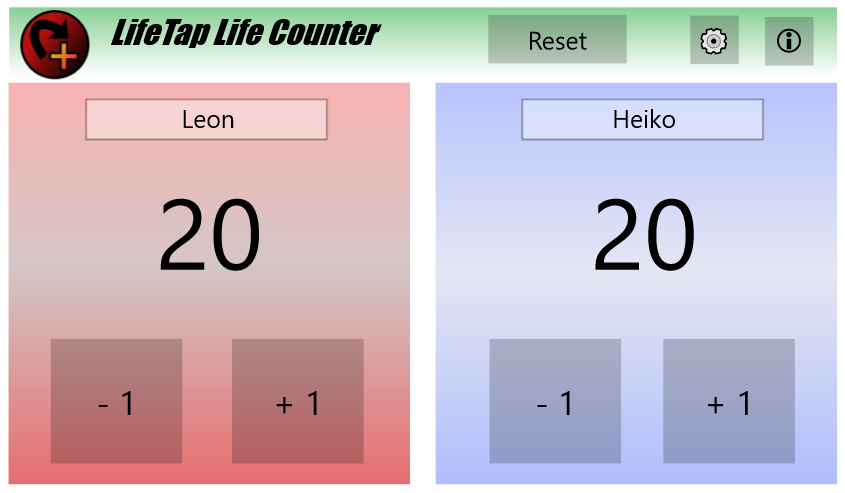 LifeTap Life Counter
Reset
Leon
Heiko
20
20
- 1
+ 1
- 1
+ 1